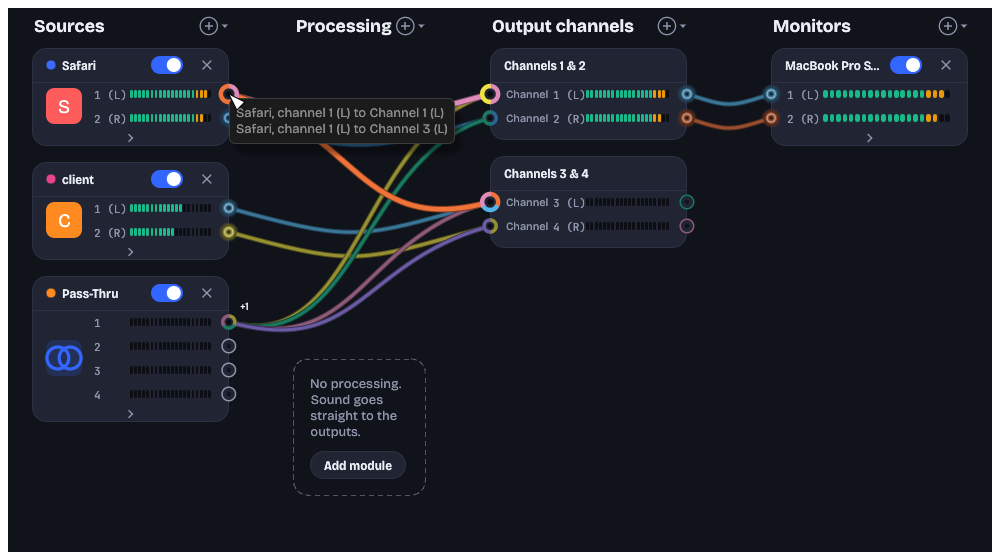 Sources
Processing
Output channels
Monitors
Safari
S
1 (L)
2 (R)
Safari, channel 1 (L) to Channel 1 (L)
Safari, channel 1 (L) to Channel 3 (L)
client
C
1 (L)
2 (R)
Pass-Thru
+1
1
2
3
4
No processing.
Sound goes
straight to the
outputs.
Add module
Channels 1 & 2
Channel 1 (L)
Channel 2 (R)
Channels 3 & 4
Channel 3 (L)
Channel 4 (R)
MacBook Pro S...
1 (L)
2 (R)